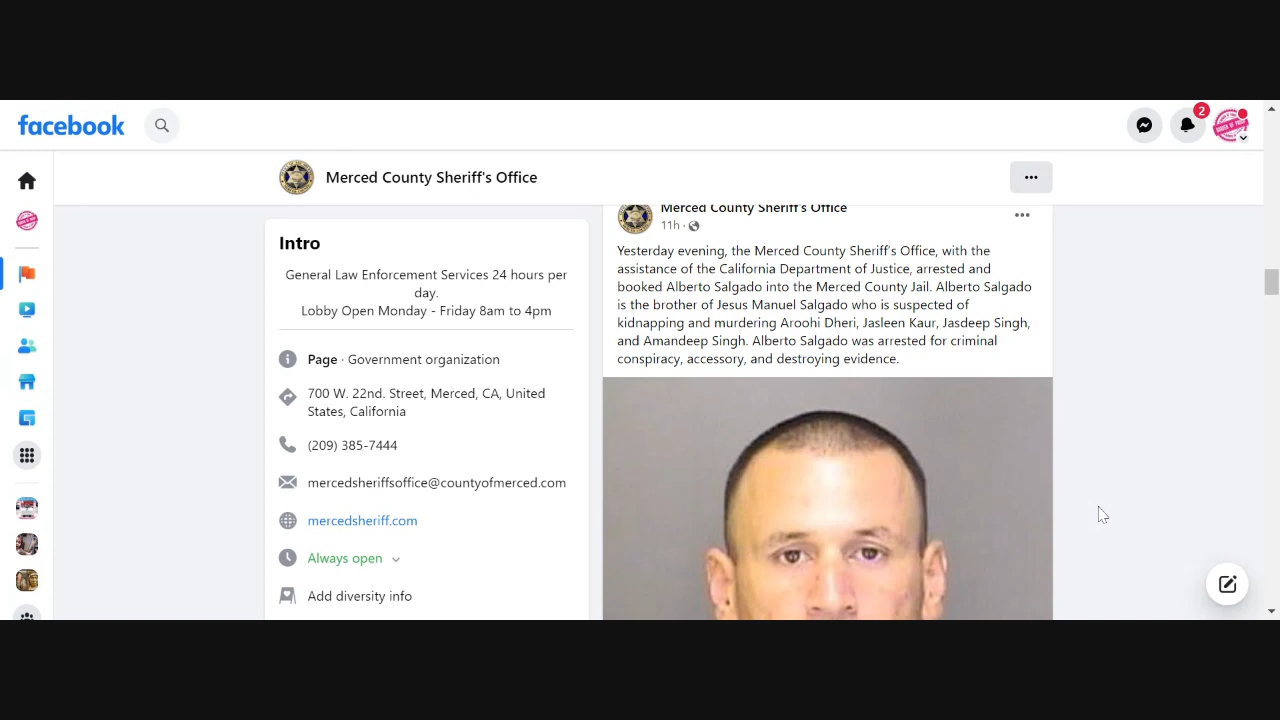 facebook
2
Merced County Sheriff's Office
Intro
General Law Enforcement Services 24 hours per
day.
Lobby Open Monday - Friday 8am to 4pm
Page · Government organization
700 W. 22nd. Street, Merced, CA, United
States, California
(209) 385-7444
mercedsheriffsoffice@countyofmerced.com
mercedsheriff.com
Always open
Add diversity info
Merced County Sheriff's Office
11h ·
Yesterday evening, the Merced County Sheriff's Office, with the
assistance of the California Department of Justice, arrested and
booked Alberto Salgado into the Merced County Jail. Alberto Salgado
is the brother of Jesus Manuel Salgado who is suspected of
kidnapping and murdering Aroohi Dheri, Jasleen Kaur, Jasdeep Singh,
and Amandeep Singh. Alberto Salgado was arrested for criminal
conspiracy, accessory, and destroying evidence.